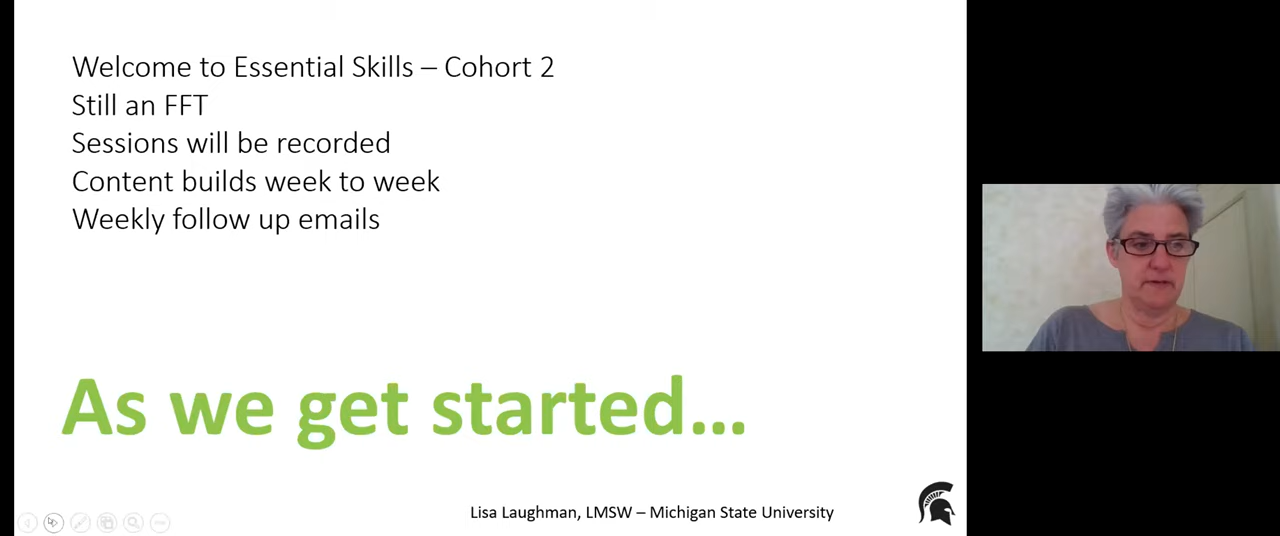 Welcome to Essential Skills – Cohort 2
Still an FFT
Sessions will be recorded
Content builds week to week
Weekly follow up emails
As we get started...
Lisa Laughman, LMSW – Michigan State University